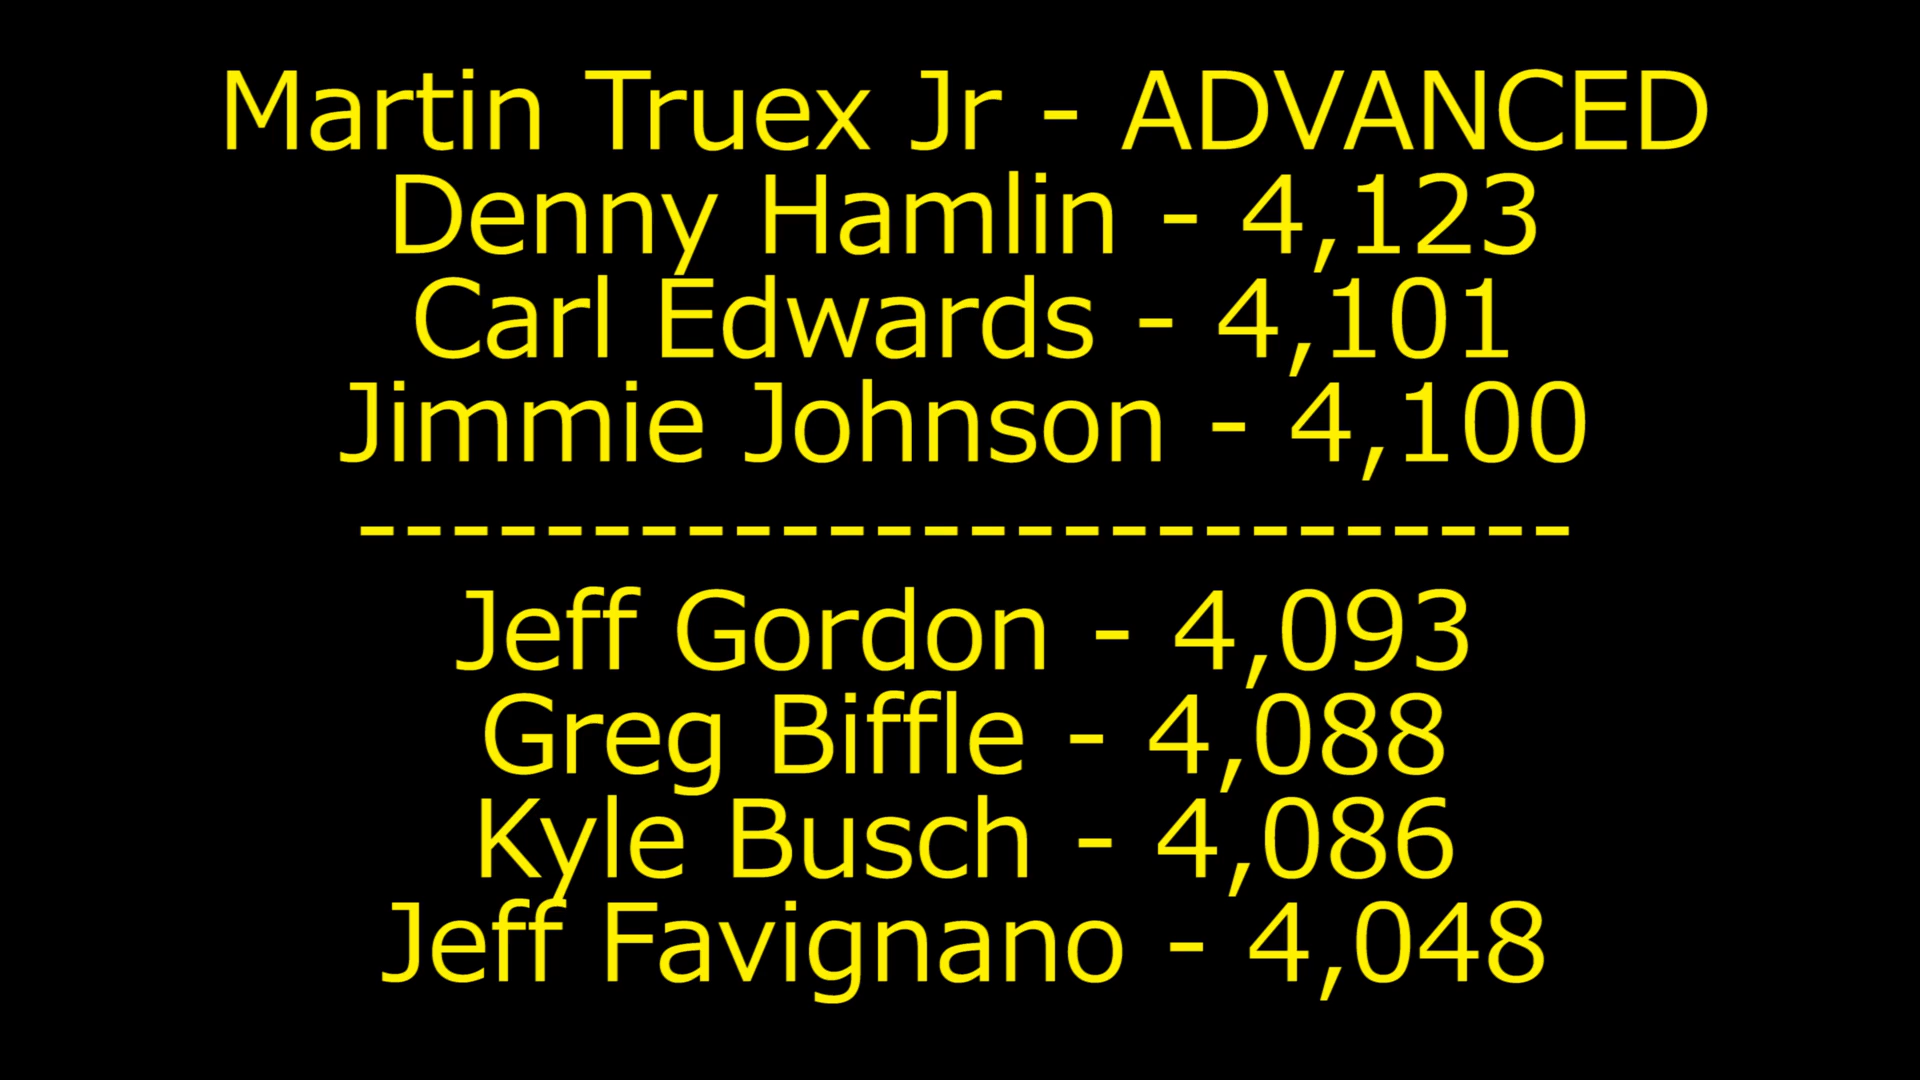 Martin Truex Jr - ADVANCED
Denny Hamlin - 4,123
Carl Edwards - 4,101
Jimmie Johnson - 4,100
--------------------------
Jeff Gordon - 4,093
Greg Biffle - 4,088
Kyle Busch - 4,086
Jeff Favignano - 4,048